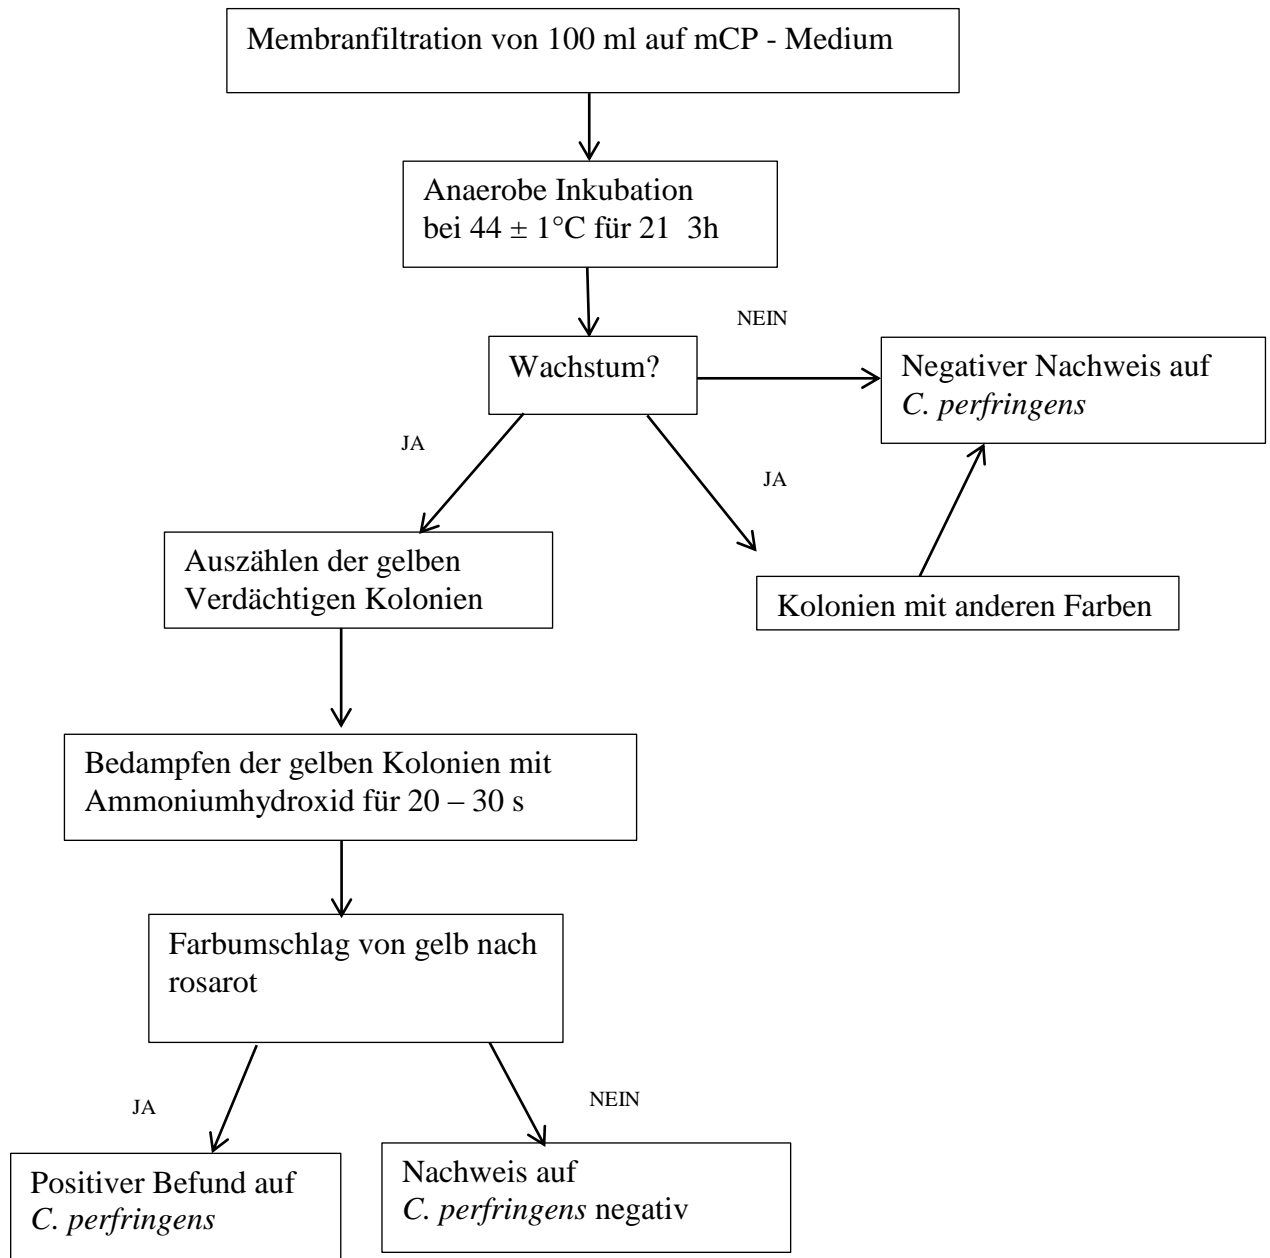 Membranfiltration von 100 ml auf mCP - Medium
Anaerobe Inkubation
bei 44 ± 1°C für 21  3h
NEIN
Wachstum?
Negativer Nachweis auf
C. perfringens
JA
JA
Auszählen der gelben
Verdächtigen Kolonien
Kolonien mit anderen Farben
Bedampfen der gelben Kolonien mit
Ammoniumhydroxid für 20 – 30 s
Farbumschlag von gelb nach
rosarot
JA
NEIN
Positiver Befund auf
C. perfringens
Nachweis auf
C. perfringens negativ